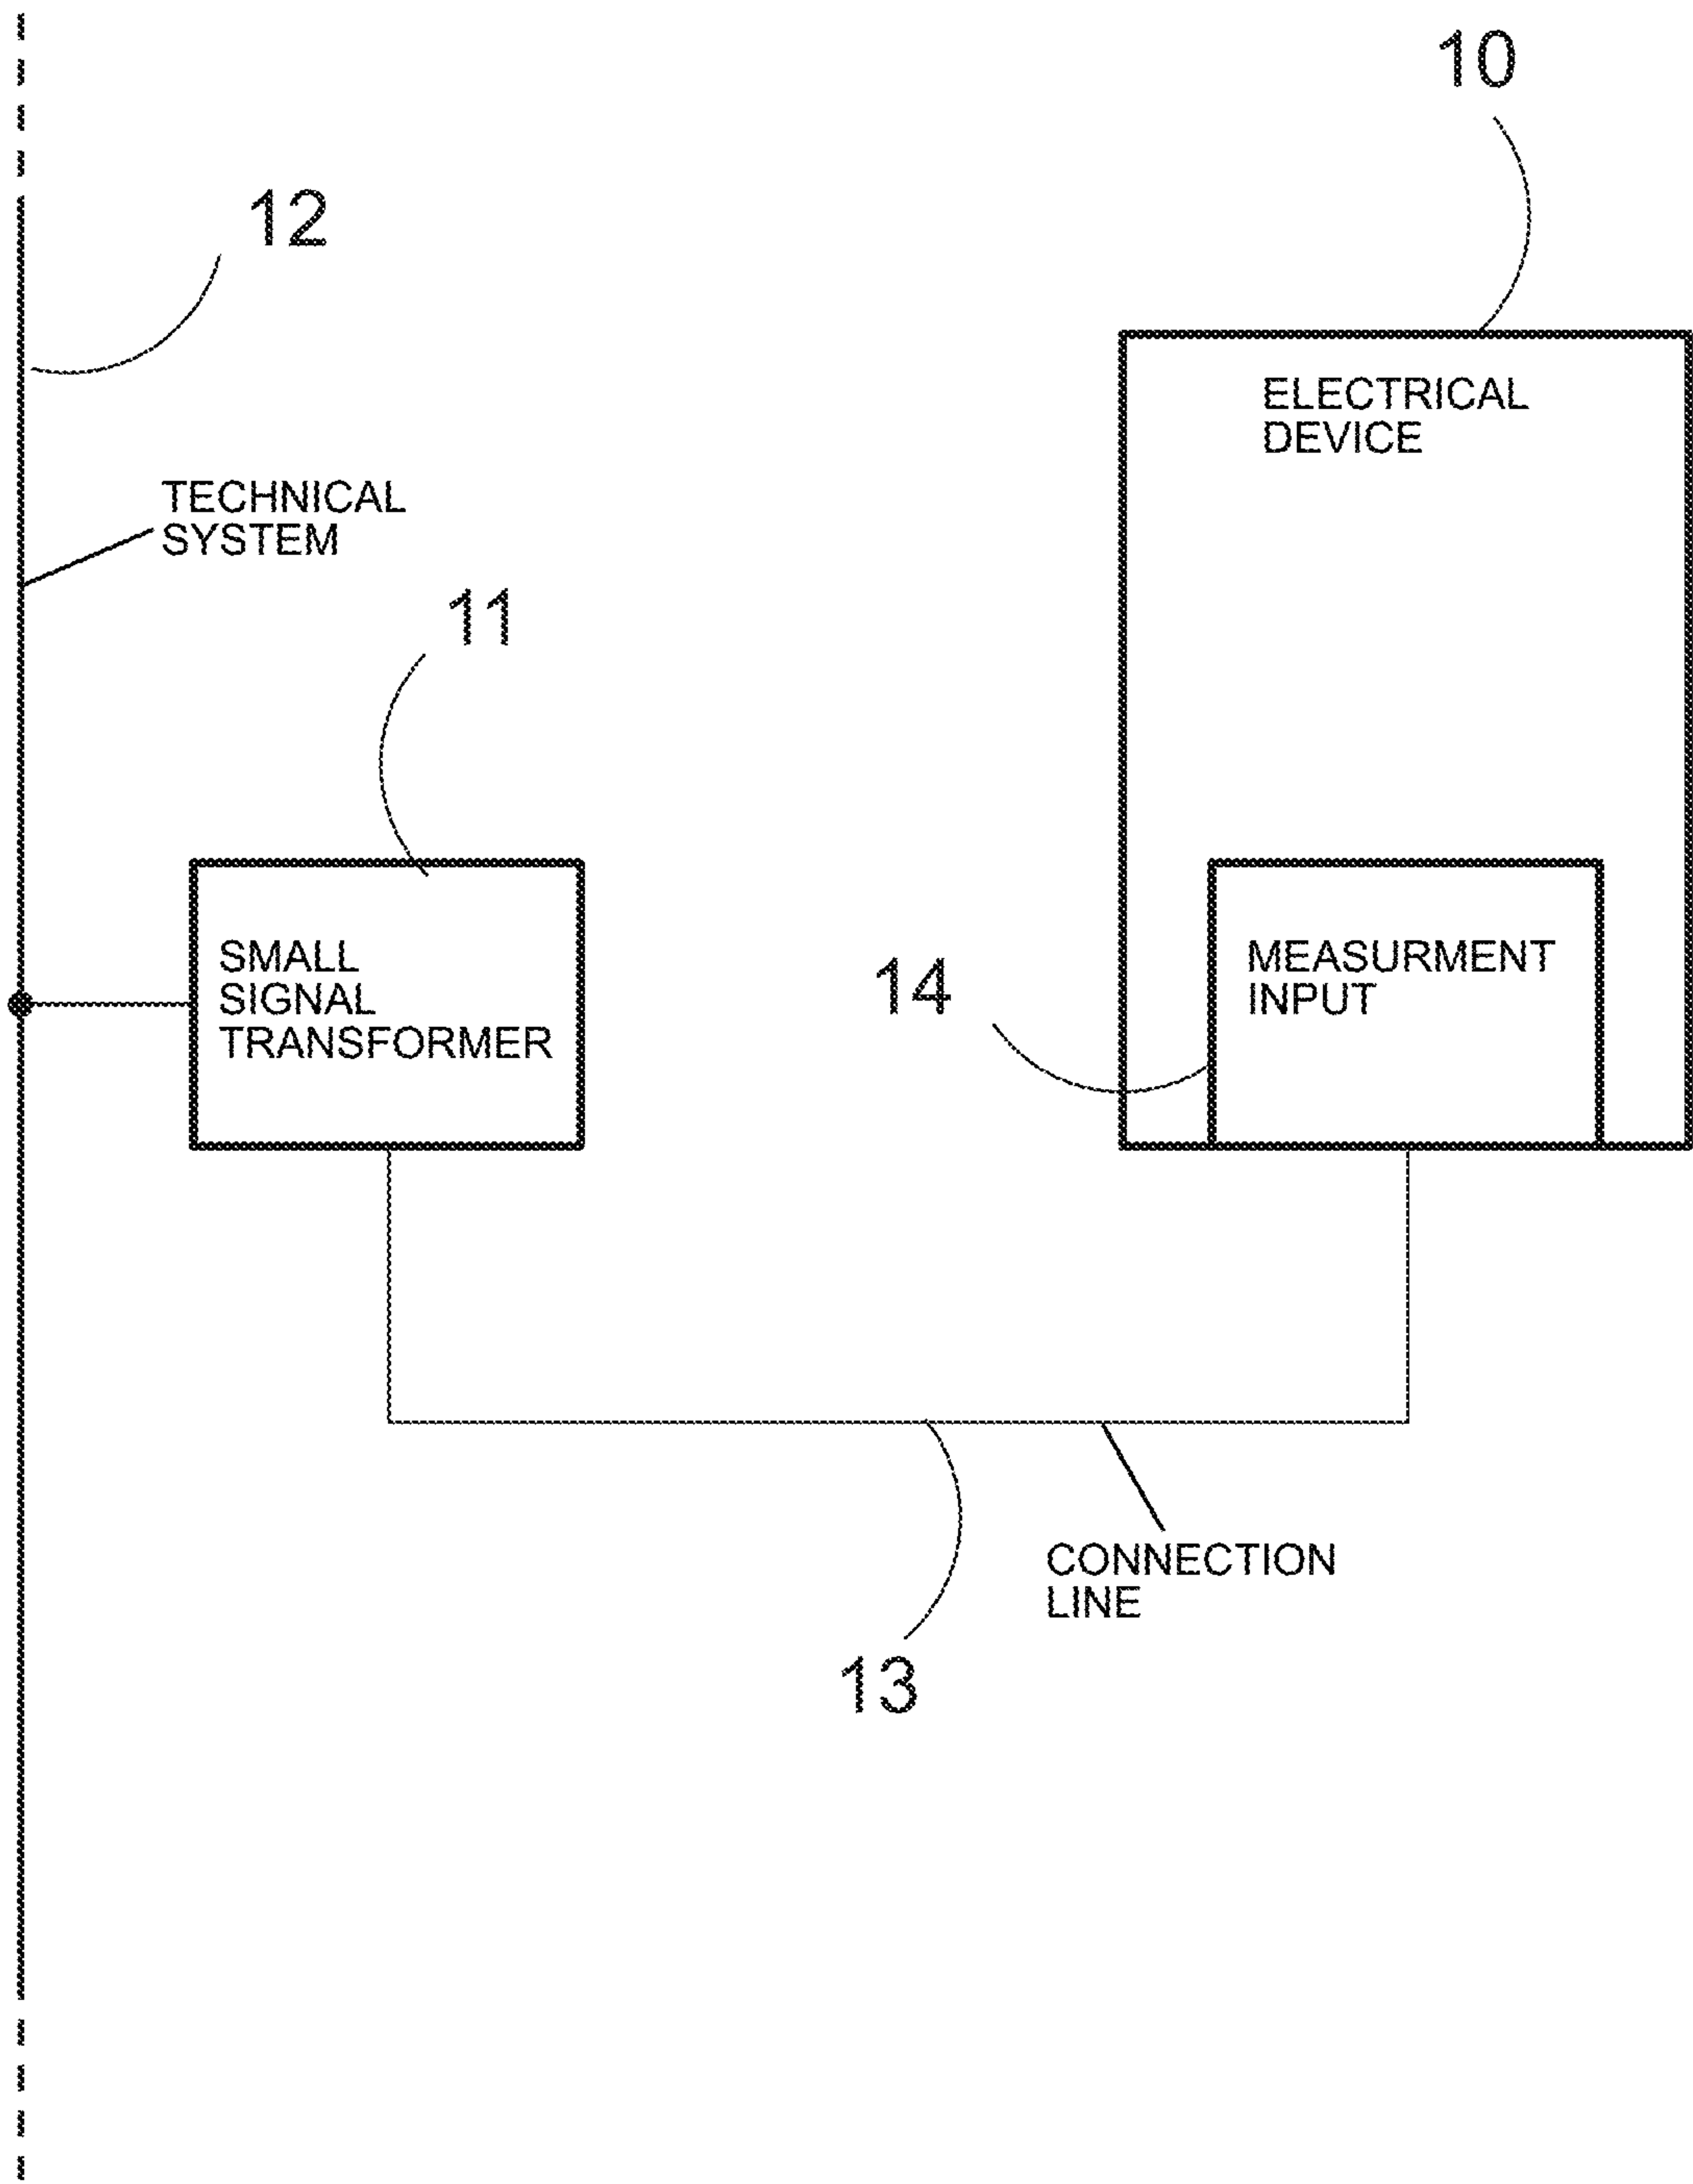 10
12
ELECTRICAL
DEVICE
TECHNICAL
SYSTEM
11
SMALL
SIGNAL
TRANSFORMER
14
MEASURMENT
INPUT
CONNECTION
LINE
13